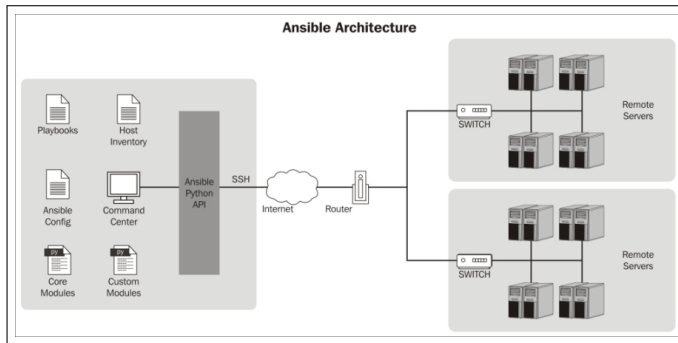 Ansible Architecture
Playbooks
Host
Inventory
Ansible
Config
Command
Center
Ansible
Python
API
py
Core
Modules
py
Custom
Modules
SSH
Internet
Router
SWITCH
Remote
Servers
SWITCH
Remote
Servers